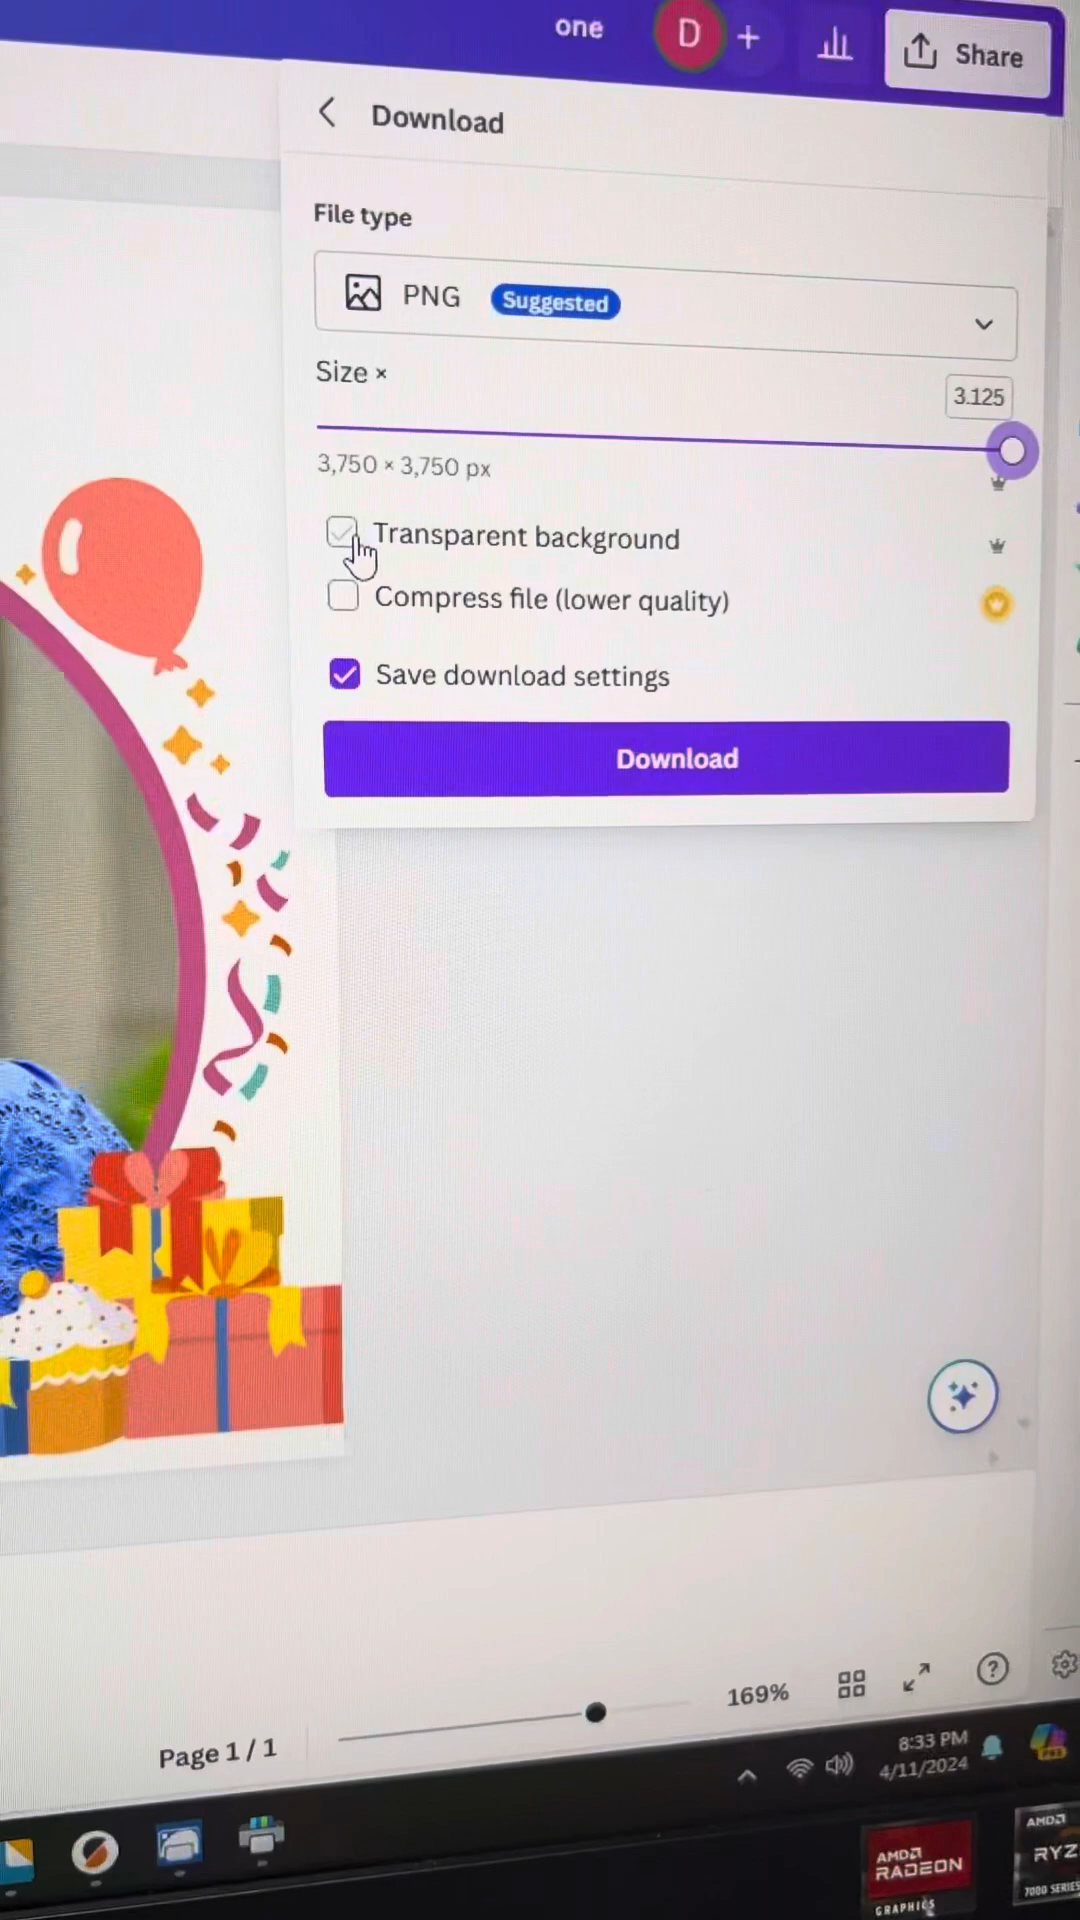 one
D
+
Share
Download
File type
PNG
Suggested
Size ×
3.125
3,750 × 3,750 px
Transparent background
Compress file (lower quality)
Save download settings
Download
169%
?
Page 1 / 1
8:33 PM
4/11/2024
PRE
AMD
RADEON
GRAPHICS
AMD
RYZ
7000 SERIES